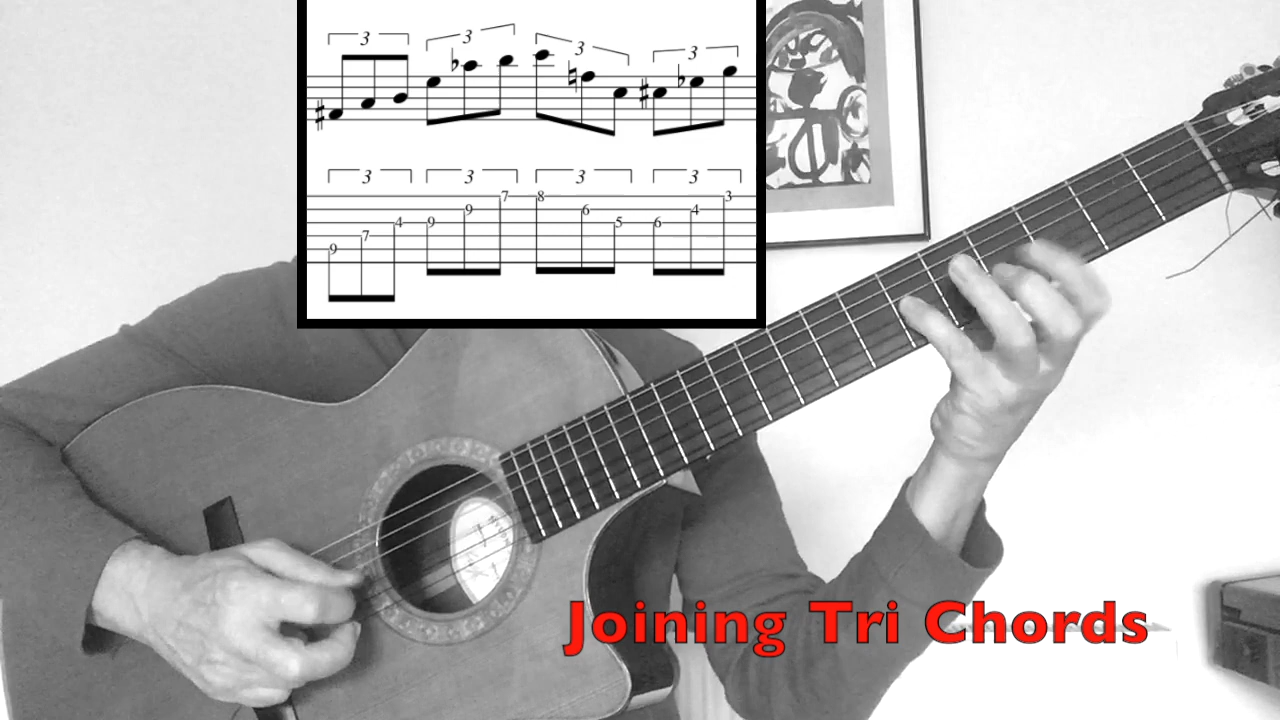 3 3 3 3
3 3 3 3
7 8 3
9 6 4
4 9 5 6
7
9
Joining Tri Chords